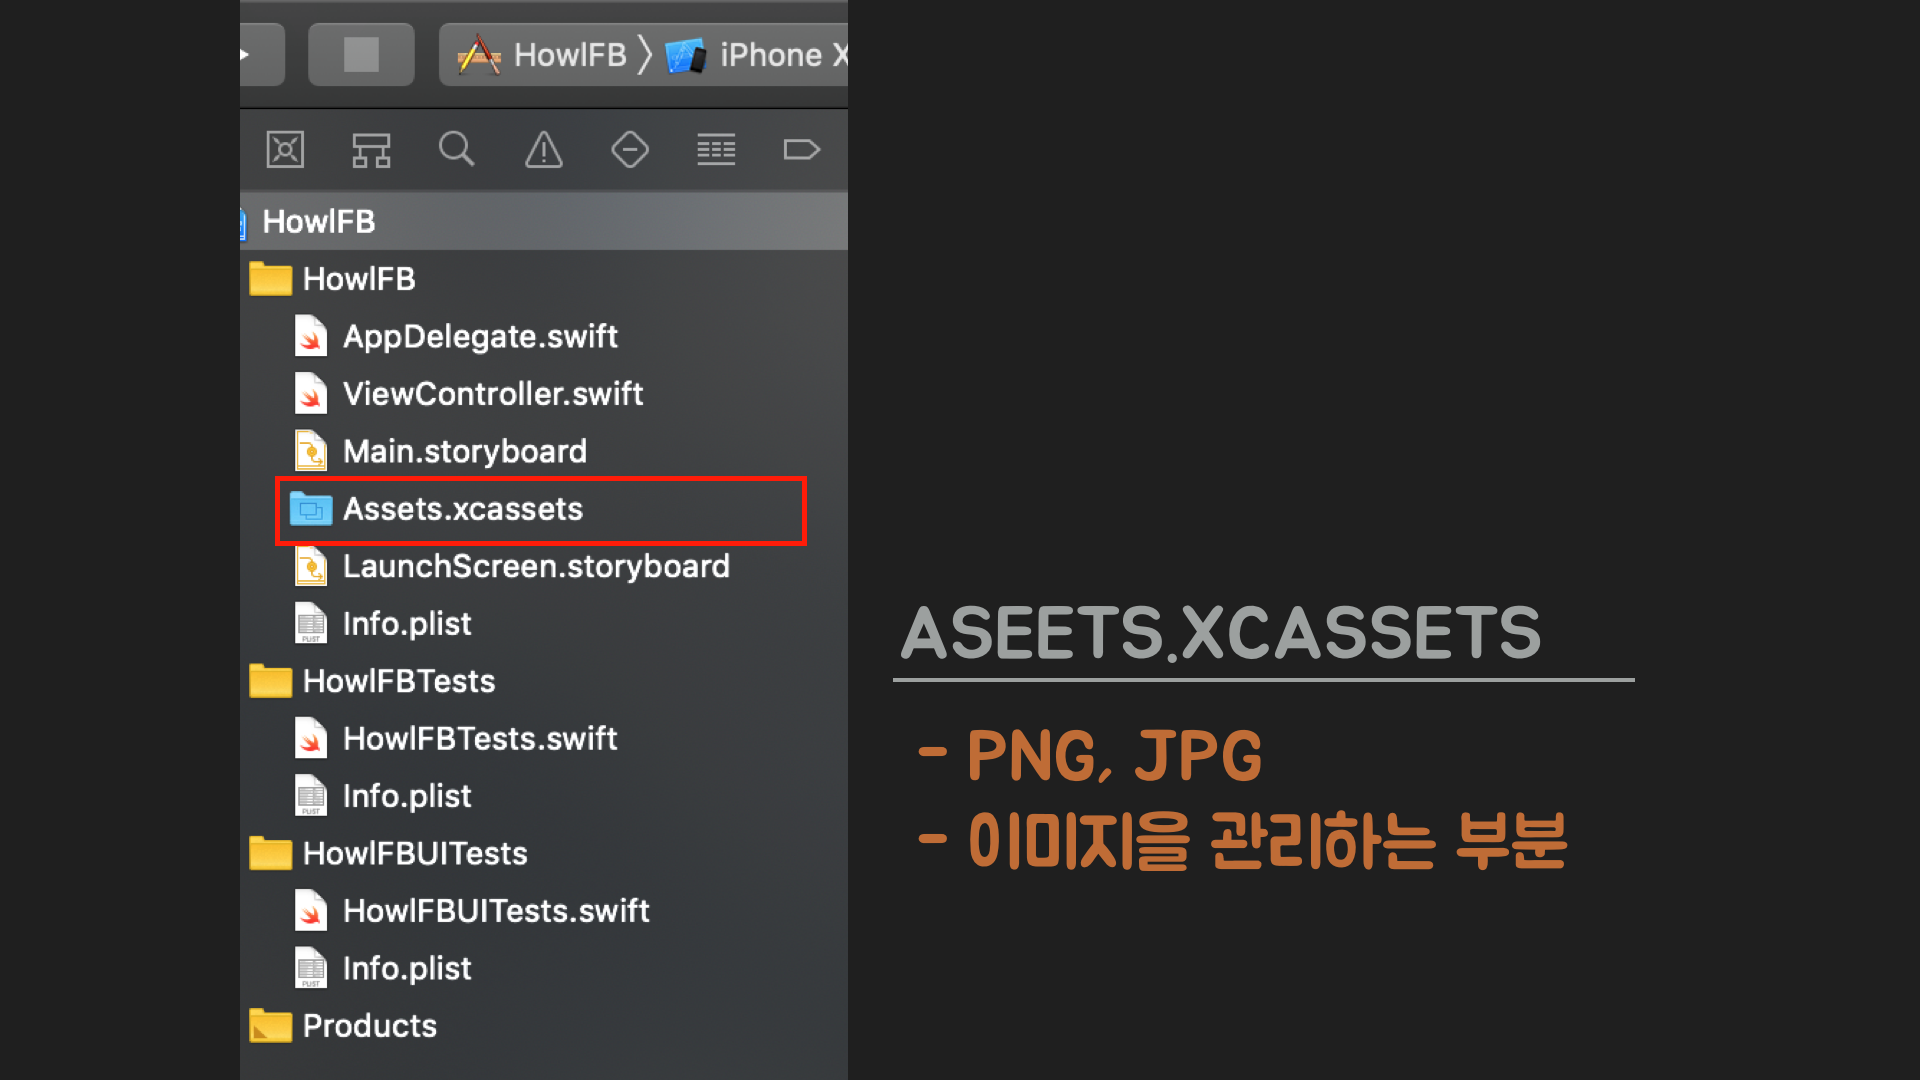 HowlFB 〉 iPhone X
HowlFB
HowlFB
AppDelegate.swift
ViewController.swift
Main.storyboard
Assets.xcassets
LaunchScreen.storyboard
Info.plist
HowlFBTests
HowlFBTests.swift
Info.plist
HowlFBUITests
HowlFBUITests.swift
Info.plist
Products
ASEETS.XCASSETS
- PNG, JPG
- 이미지을 관리하는 부분